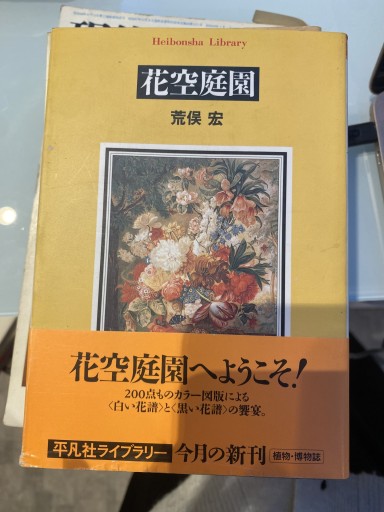 Heibonsha Library
花空庭園
荒俣 宏
花空庭園へようこそ!
200点ものカラー図版による
〈白い花譜〉と〈黒い花譜〉の饗宴。
平凡社ライブラリー 今月の新刊 植物・博物誌